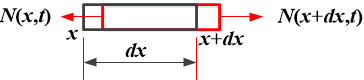 N(x,t) N(x+dx,t)
x x+dx
dx